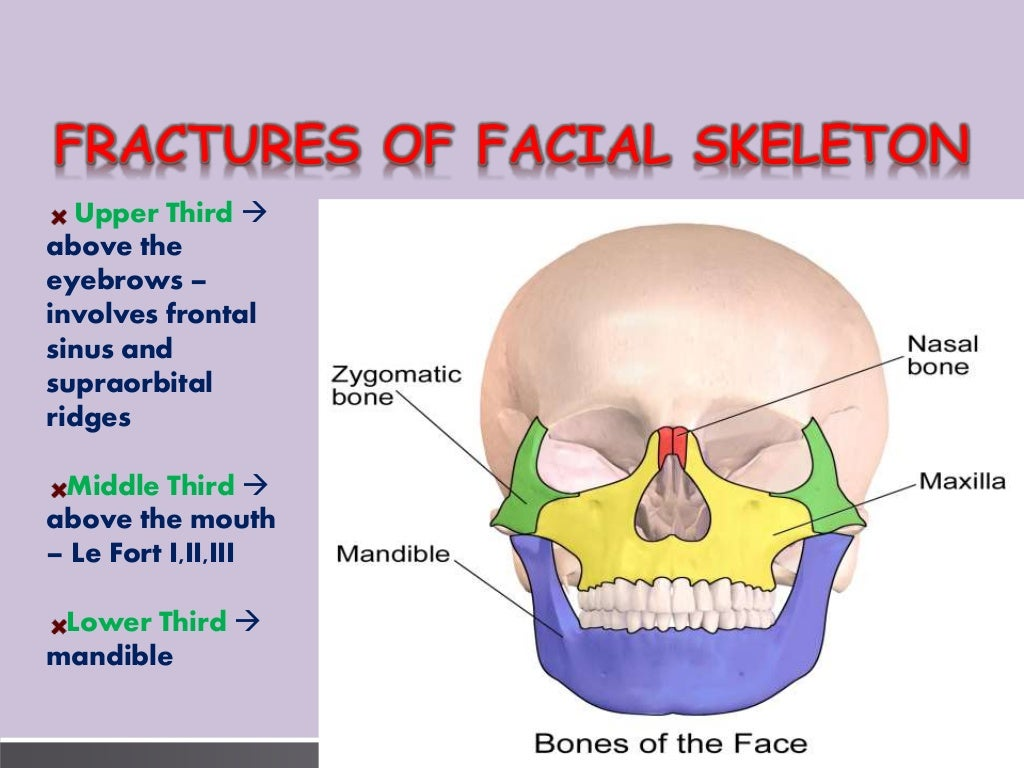 FRACTURES OF FACIAL SKELETON
Upper Third →
above the
eyebrows –
involves frontal
sinus and
supraorbital
ridges
Middle Third →
above the mouth
– Le Fort I,II,III
Lower Third →
mandible
Nasal
bone
Zygomatic
bone
Maxilla
Mandible
Bones of the Face